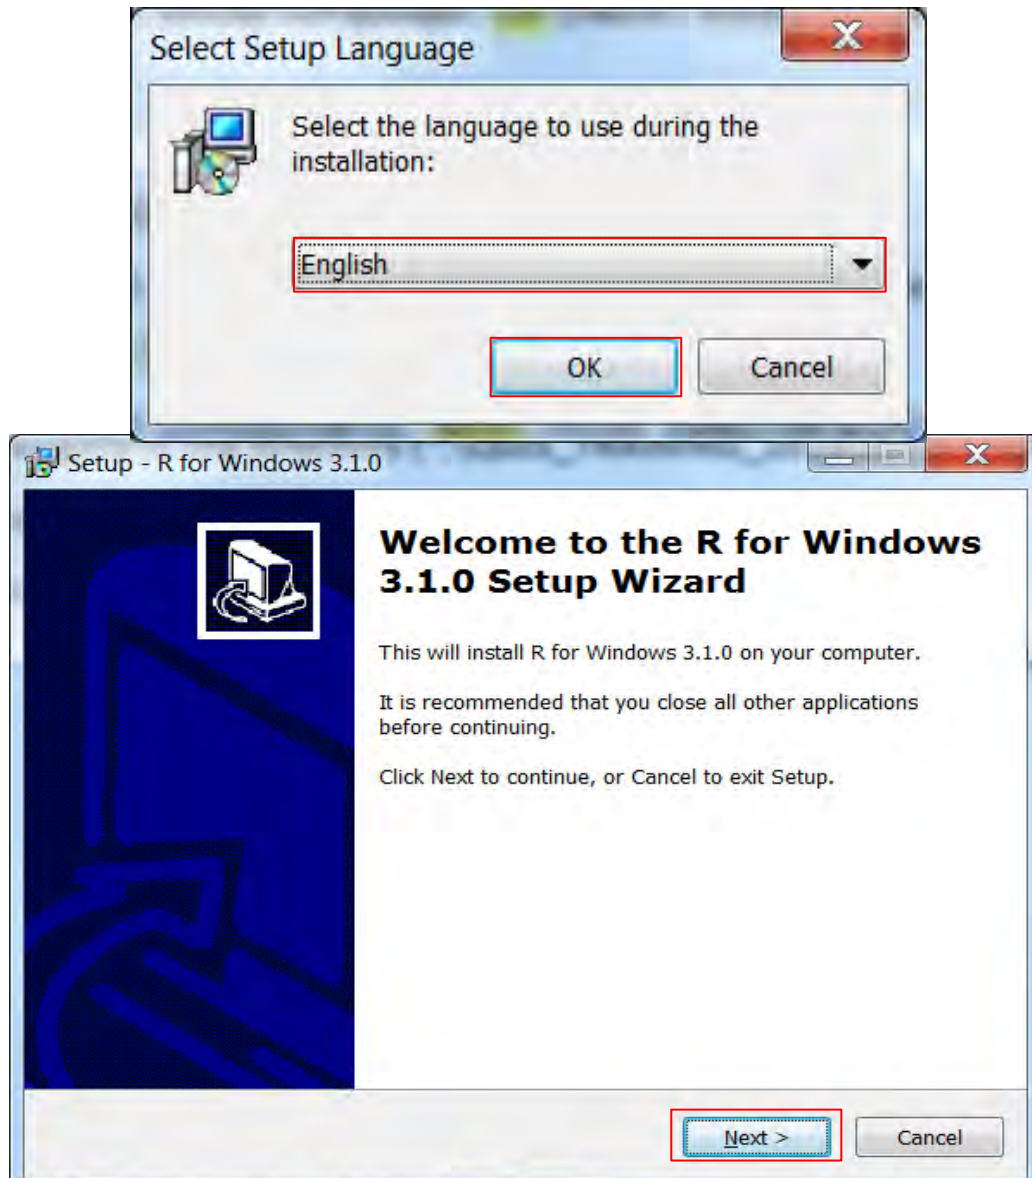 Select Setup Language
Select the language to use during the
installation:
English
OK
Cancel
Setup - R for Windows 3.1.0
Welcome to the R for Windows
3.1.0 Setup Wizard
This will install R for Windows 3.1.0 on your computer.
It is recommended that you close all other applications
before continuing.
Click Next to continue, or Cancel to exit Setup.
Next >
Cancel